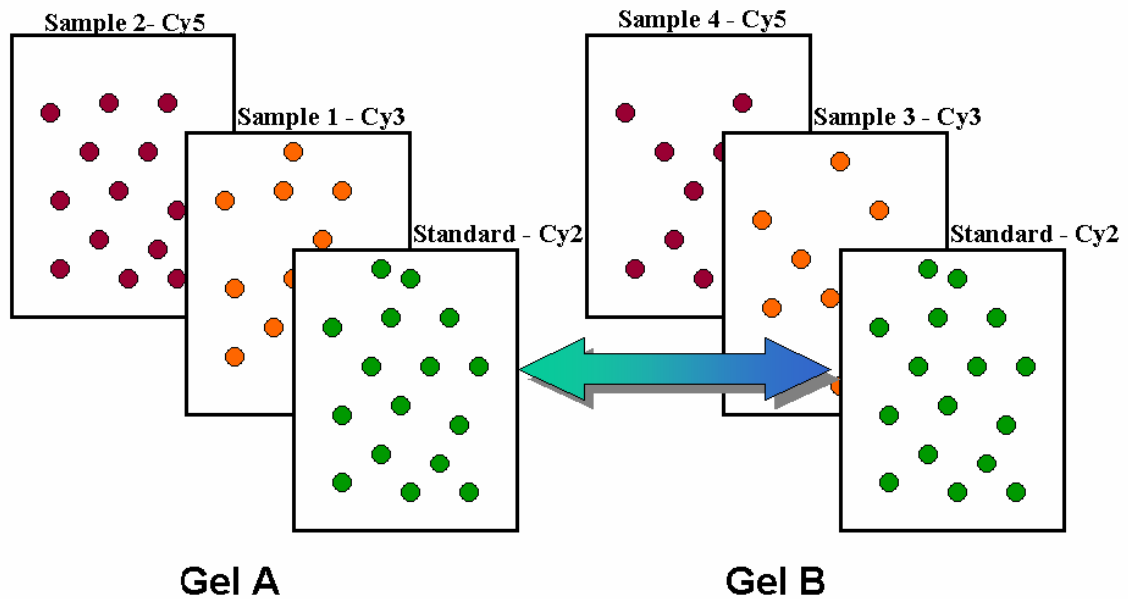 Sample 2- Cy5
Sample 4 - Cy5
Sample 1 - Cy3
Sample 3 - Cy3
Standard - Cy2
Standard - Cy2
Gel A
Gel B